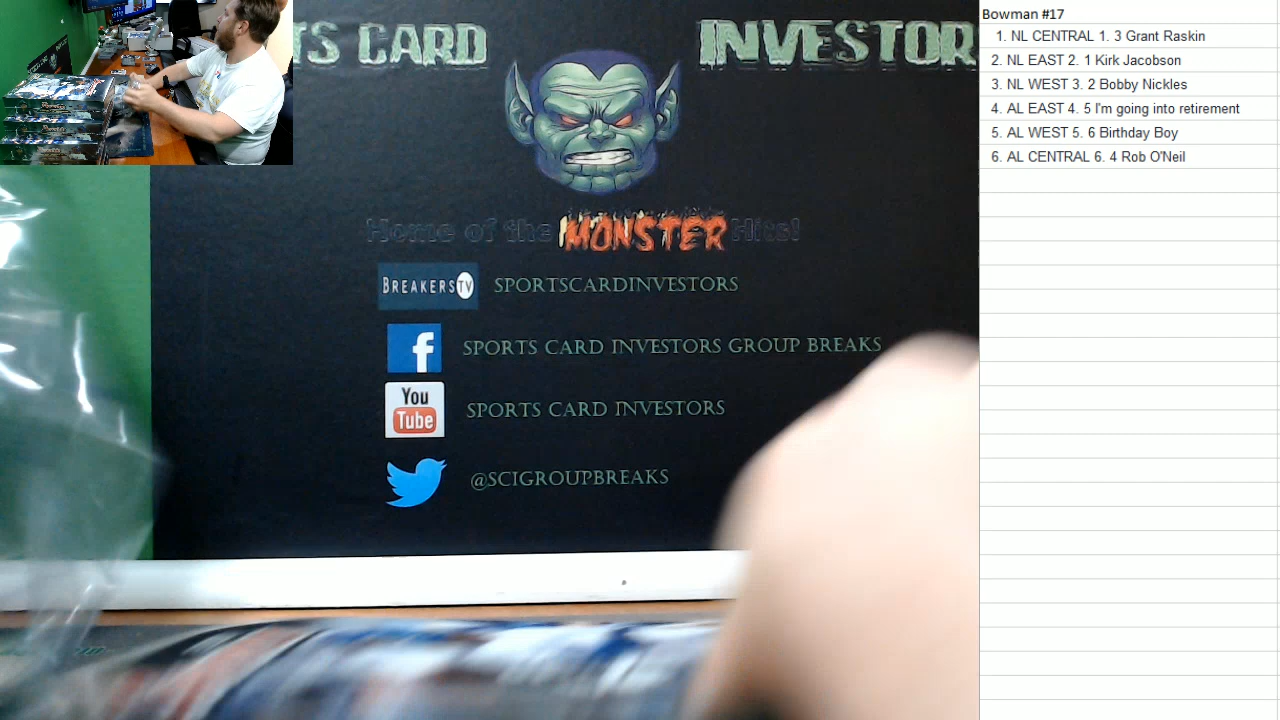 TS CARD INVESTOR
Home of the MONSTER Hits!
BREAKERSTV SPORTSCARDINVESTORS
f SPORTS CARD INVESTORS GROUP BREAKS
You Tube SPORTS CARD INVESTORS
@SCIGROUPBREAKS
Bowman #17
1. NL CENTRAL 1. 3 Grant Raskin
2. NL EAST 2. 1 Kirk Jacobson
3. NL WEST 3. 2 Bobby Nickles
4. AL EAST 4. 5 I'm going into retirement
5. AL WEST 5. 6 Birthday Boy
6. AL CENTRAL 6. 4 Rob O'Neil